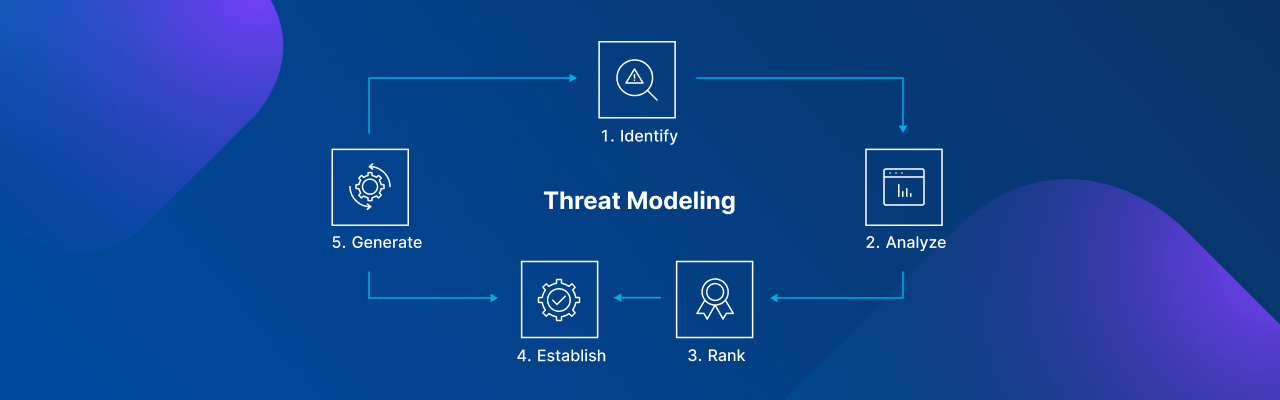 1. Identify
Threat Modeling
5. Generate
2. Analyze
4. Establish
3. Rank